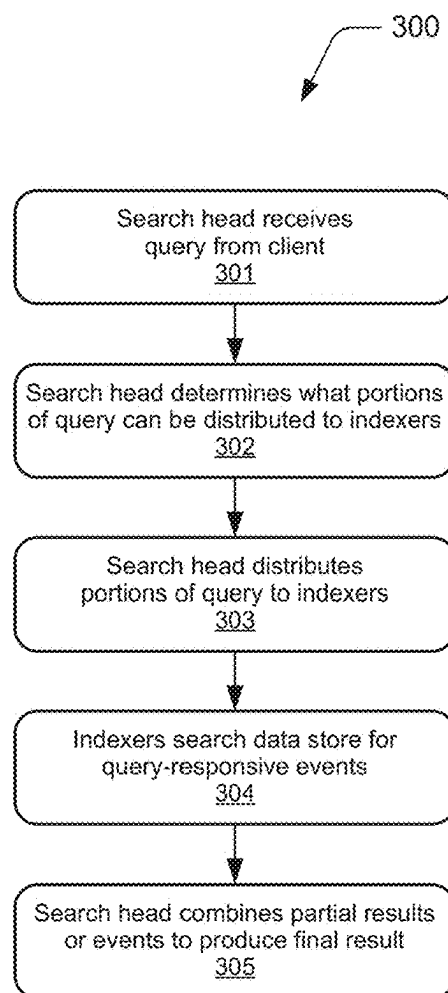 300
Search head receives
query from client
301
Search head determines what portions
of query can be distributed to indexers
302
Search head distributes
portions of query to indexers
303
Indexers search data store for
query-responsive events
304
Search head combines partial results
or events to produce final result
305